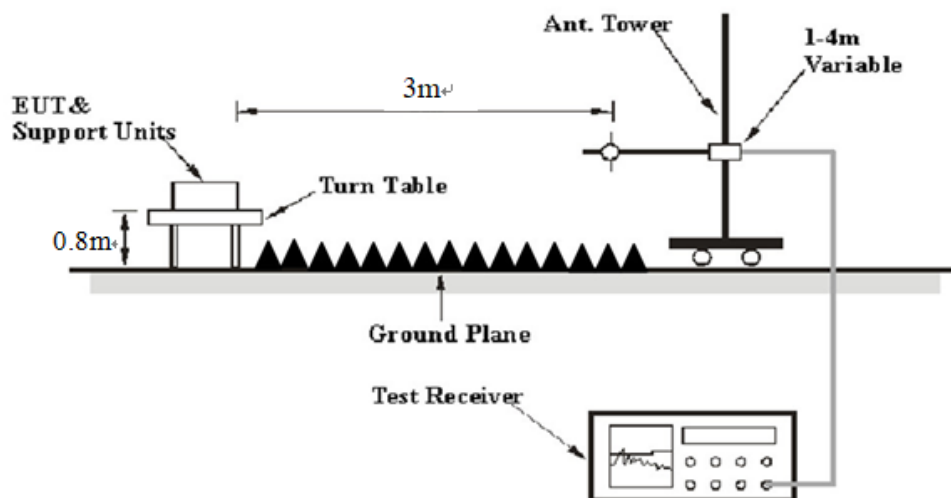 Ant. Tower
1-4m
Variable
3m
EUT&
Support Units
Turn Table
0.8m
Ground Plane
Test Receiver